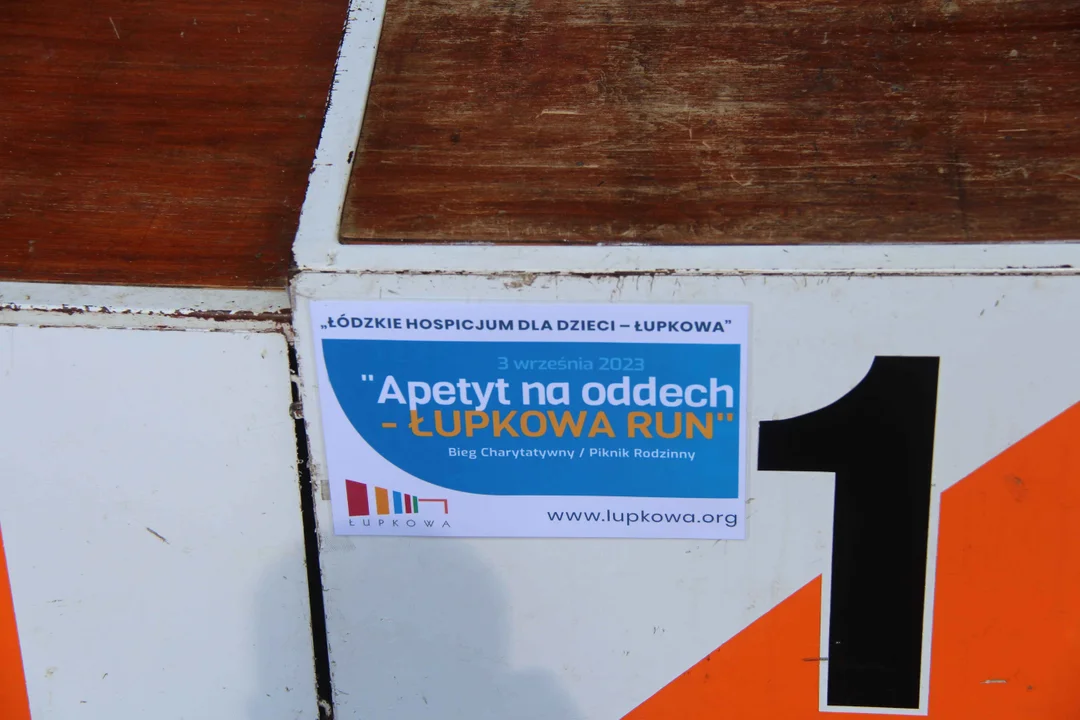 „ŁÓDZKIE HOSPICJUM DLA DZIECI – ŁUPKOWA”
3 września 2023
"Apetyt na oddech
- ŁUPKOWA RUN"
Bieg Charytatywny / Piknik Rodzinny
ŁUPKOWA
www.lupkowa.org
1